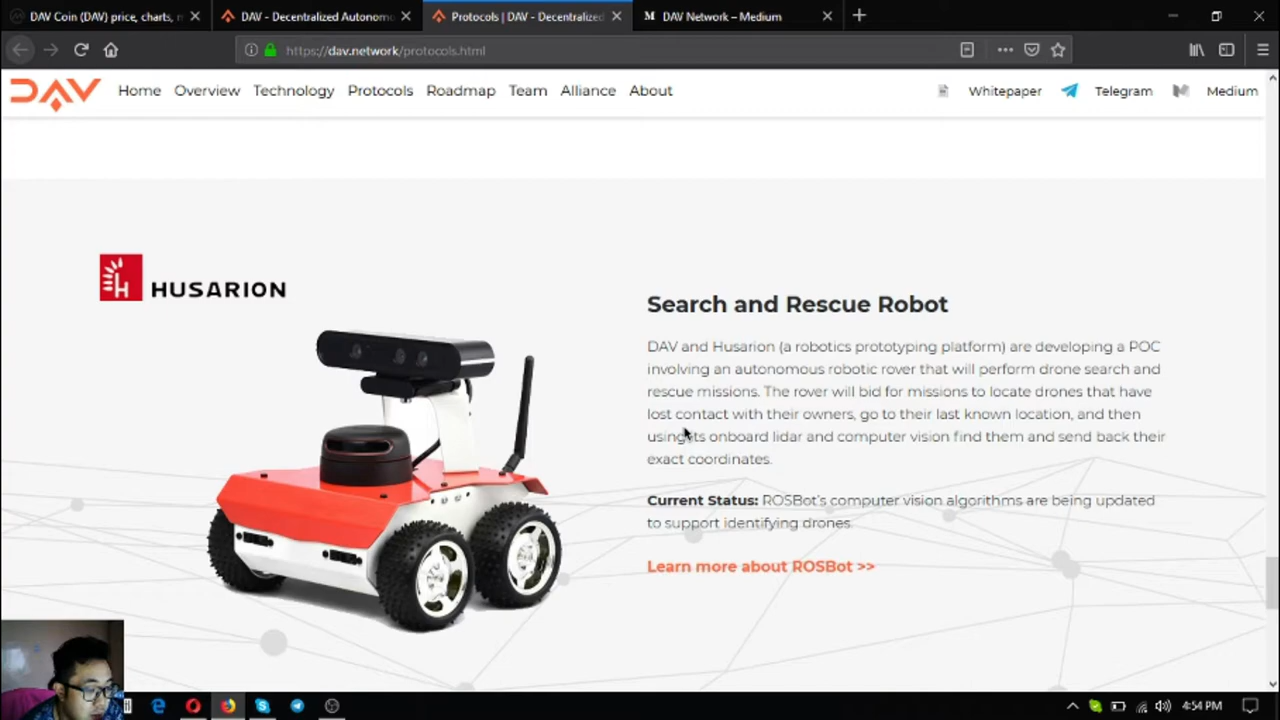 DAV Coin (DAV) price, charts, m
DAV - Decentralized Autonomo
Protocols | DAV - Decentralized
M DAV Network – Medium
https://dav.network/protocols.html
DAV Home Overview Technology Protocols Roadmap Team Alliance About Whitepaper Telegram Medium
H HUSARION
Search and Rescue Robot
DAV and Husarion (a robotics prototyping platform) are developing a POC
involving an autonomous robotic rover that will perform drone search and
rescue missions. The rover will bid for missions to locate drones that have
lost contact with their owners, go to their last known location, and then
using its onboard lidar and computer vision find them and send back their
exact coordinates.
Current Status: ROSBot's computer vision algorithms are being updated
to support identifying drones.
Learn more about ROSBot >>
4:54 PM